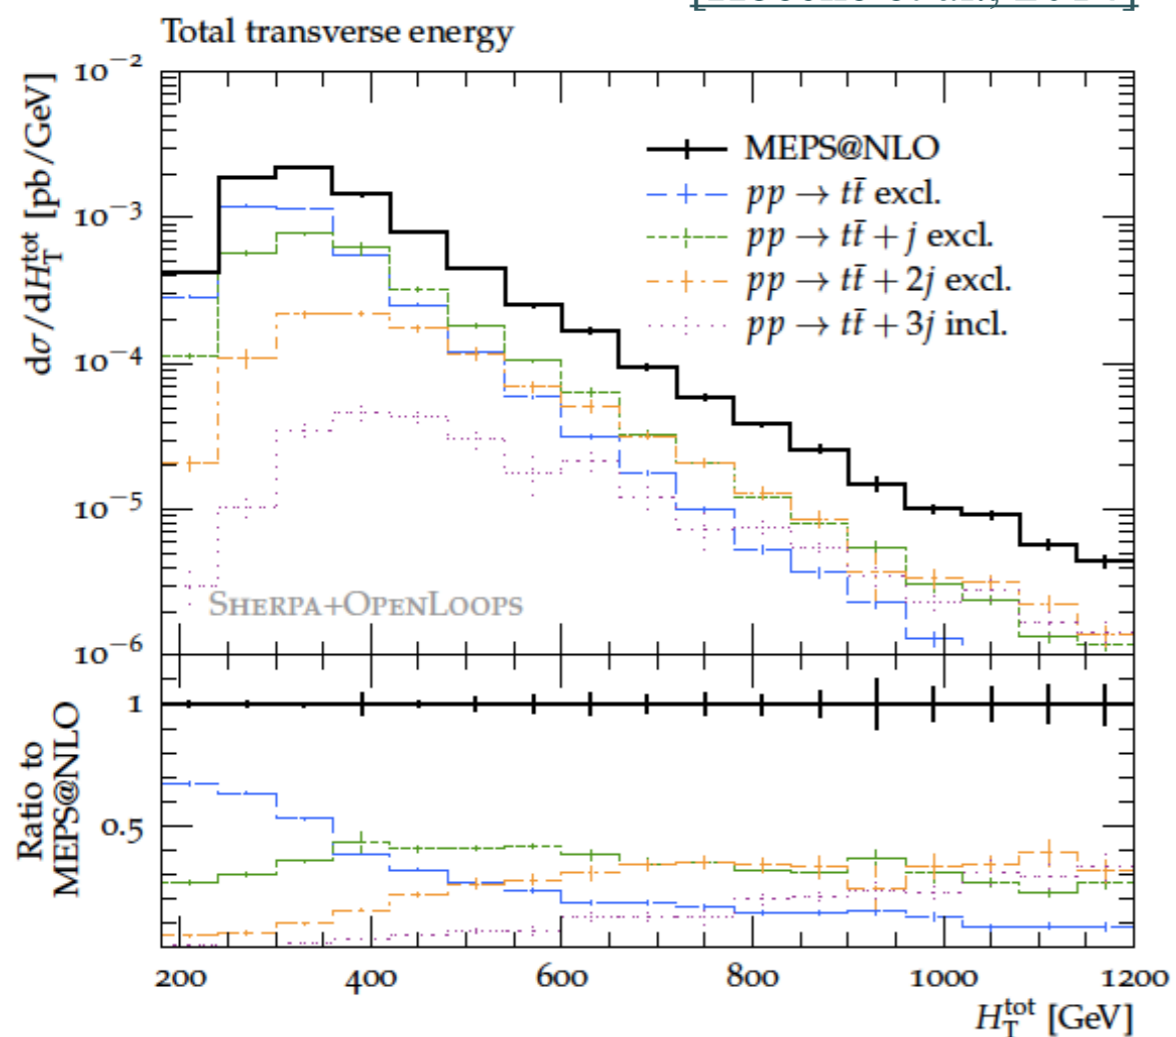 Total transverse energy
dσ/dH_T^tot [pb/GeV]
10⁻²
10⁻³
10⁻⁴
10⁻⁵
10⁻⁶
MEPS@NLO
pp → tt̄ excl.
pp → tt̄ + j excl.
pp → tt̄ + 2j excl.
pp → tt̄ + 3j incl.
SHERPA+OPENLOOPS
Ratio to
MEPS@NLO
1
0.5
200 400 600 800 1000 1200
H_T^tot [GeV]